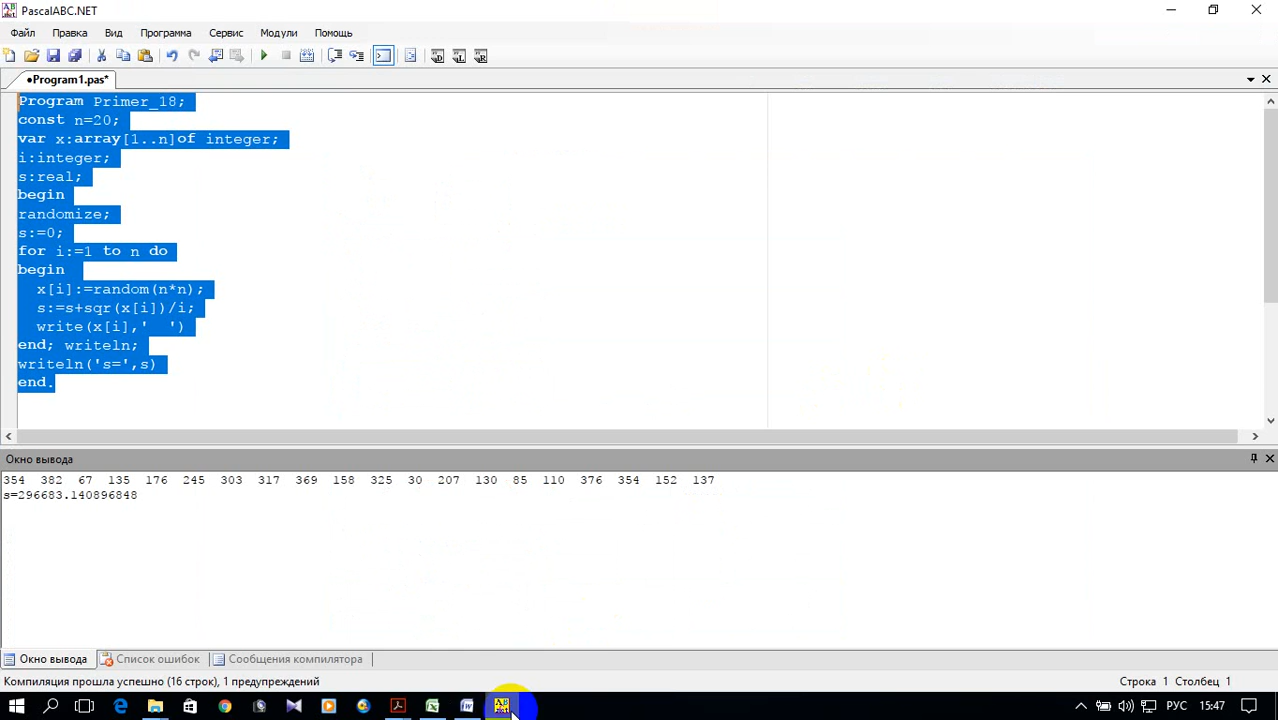 PascalABC.NET
Файл Правка Вид Программа Сервис Модули Помощь
•Program1.pas*
Program Primer_18;
const n=20;
var x:array[1..n]of integer;
i:integer;
s:real;
begin
randomize;
s:=0;
for i:=1 to n do
begin
x[i]:=random(n*n);
s:=s+sqr(x[i])/i;
write(x[i],'  ')
end; writeln;
writeln('s=',s)
end.
Окно вывода
354 382 67 135 176 245 303 317 369 158 325 30 207 130 85 110 376 354 152 137
s=296683.140896848
Окно вывода Список ошибок Сообщения компилятора
Компиляция прошла успешно (16 строк), 1 предупреждений Строка 1 Столбец 1
РУС 15:47